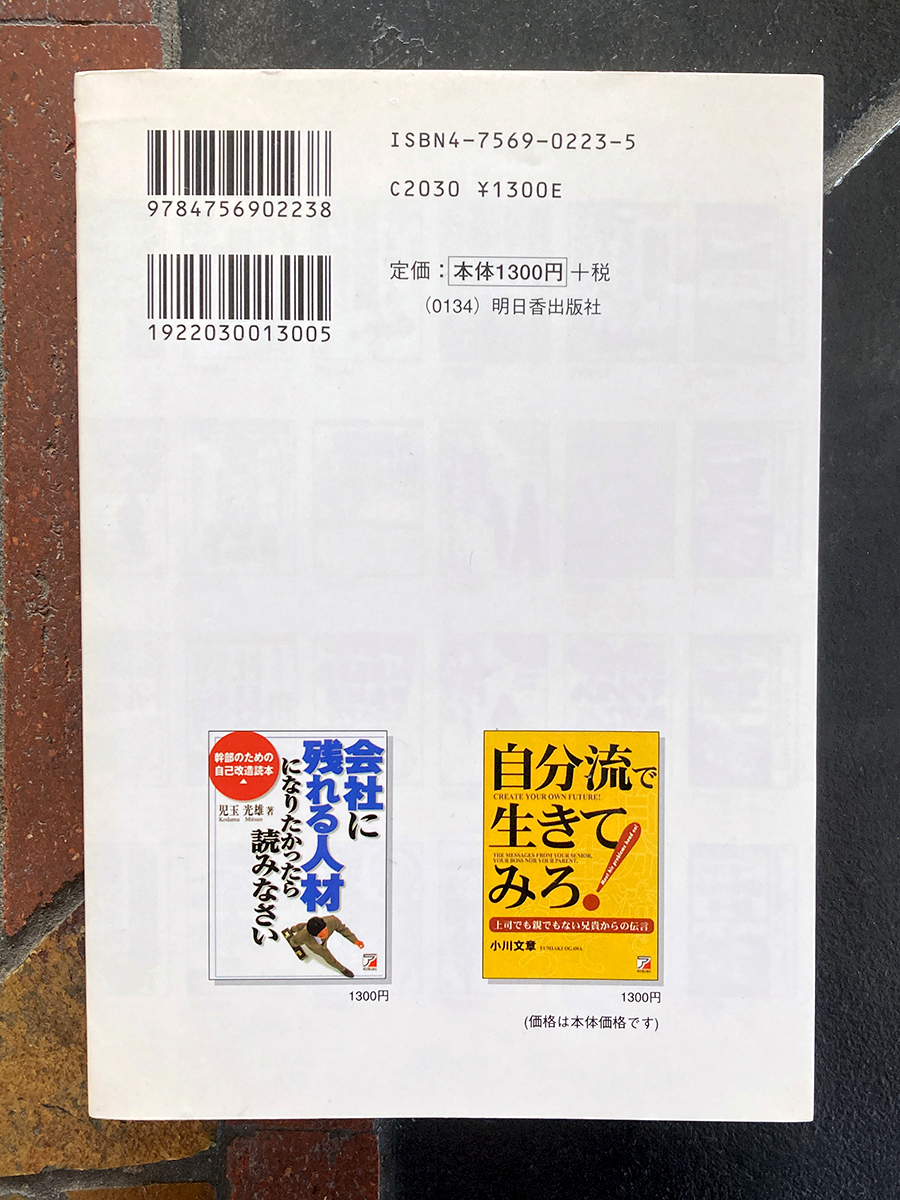 9784756902238
ISBN4-7569-0223-5
C2030 ¥1300E
1922030013005
定価：本体1300円＋税
（0134）明日香出版社
幹部のための
自己改造読本
会社に
残れる人材
になりたかったら
読みなさい
児玉 光雄 著
Kodama Mitsuo
1300円
自分流で
CREATE YOUR OWN FUTURE!
生きて
THE MESSAGES FROM YOUR SENIOR,
YOUR BOSS NOR YOUR PARENT.
みろ!
上司でも親でもない兄貴からの伝言
小川文章 FUMIAKI OGAWA
1300円
(価格は本体価格です)